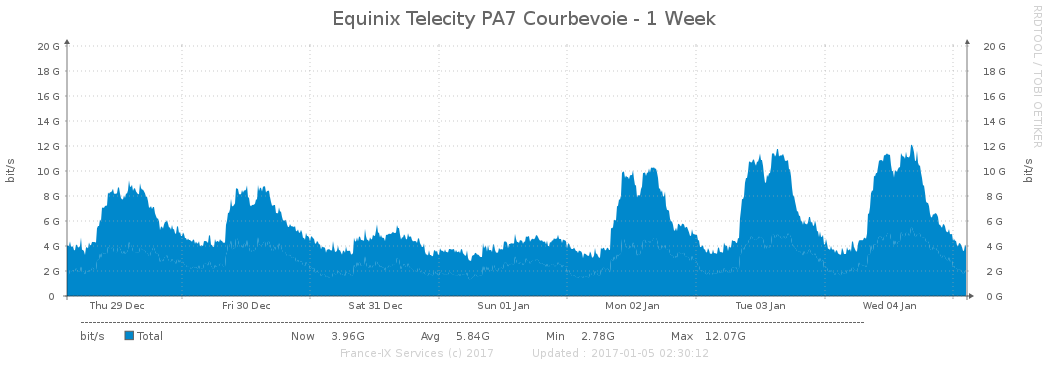 Equinix Telecity PA7 Courbevoie - 1 Week
RRDTOOL / TOBI OETIKER
bit/s
bit/s
20 G 20 G
18 G 18 G
16 G 16 G
14 G 14 G
12 G 12 G
10 G 10 G
8 G 8 G
6 G 6 G
4 G 4 G
2 G 2 G
0 0 G
Thu 29 Dec Fri 30 Dec Sat 31 Dec Sun 01 Jan Mon 02 Jan Tue 03 Jan Wed 04 Jan
bit/s Total Now 3.96G Avg 5.84G Min 2.78G Max 12.07G
France-IX Services (c) 2017 Updated : 2017-01-05 02:30:12